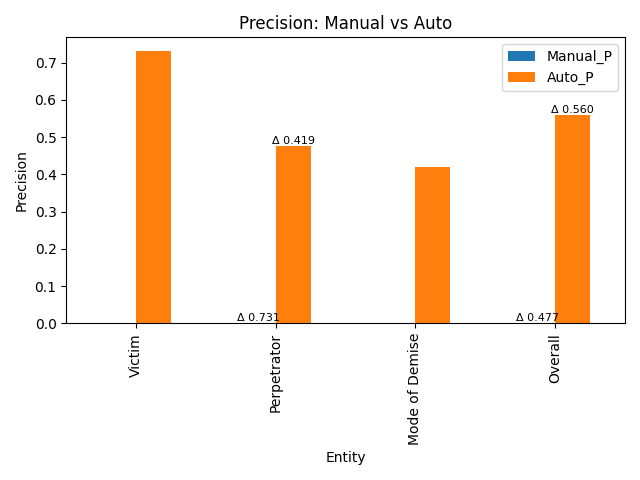 Precision: Manual vs Auto
Manual_P
Auto_P
Precision
0.7
0.6
0.5
0.4
0.3
0.2
0.1
0.0
Δ 0.731
Δ 0.419
Δ 0.477
Δ 0.560
Victim
Perpetrator
Mode of Demise
Overall
Entity